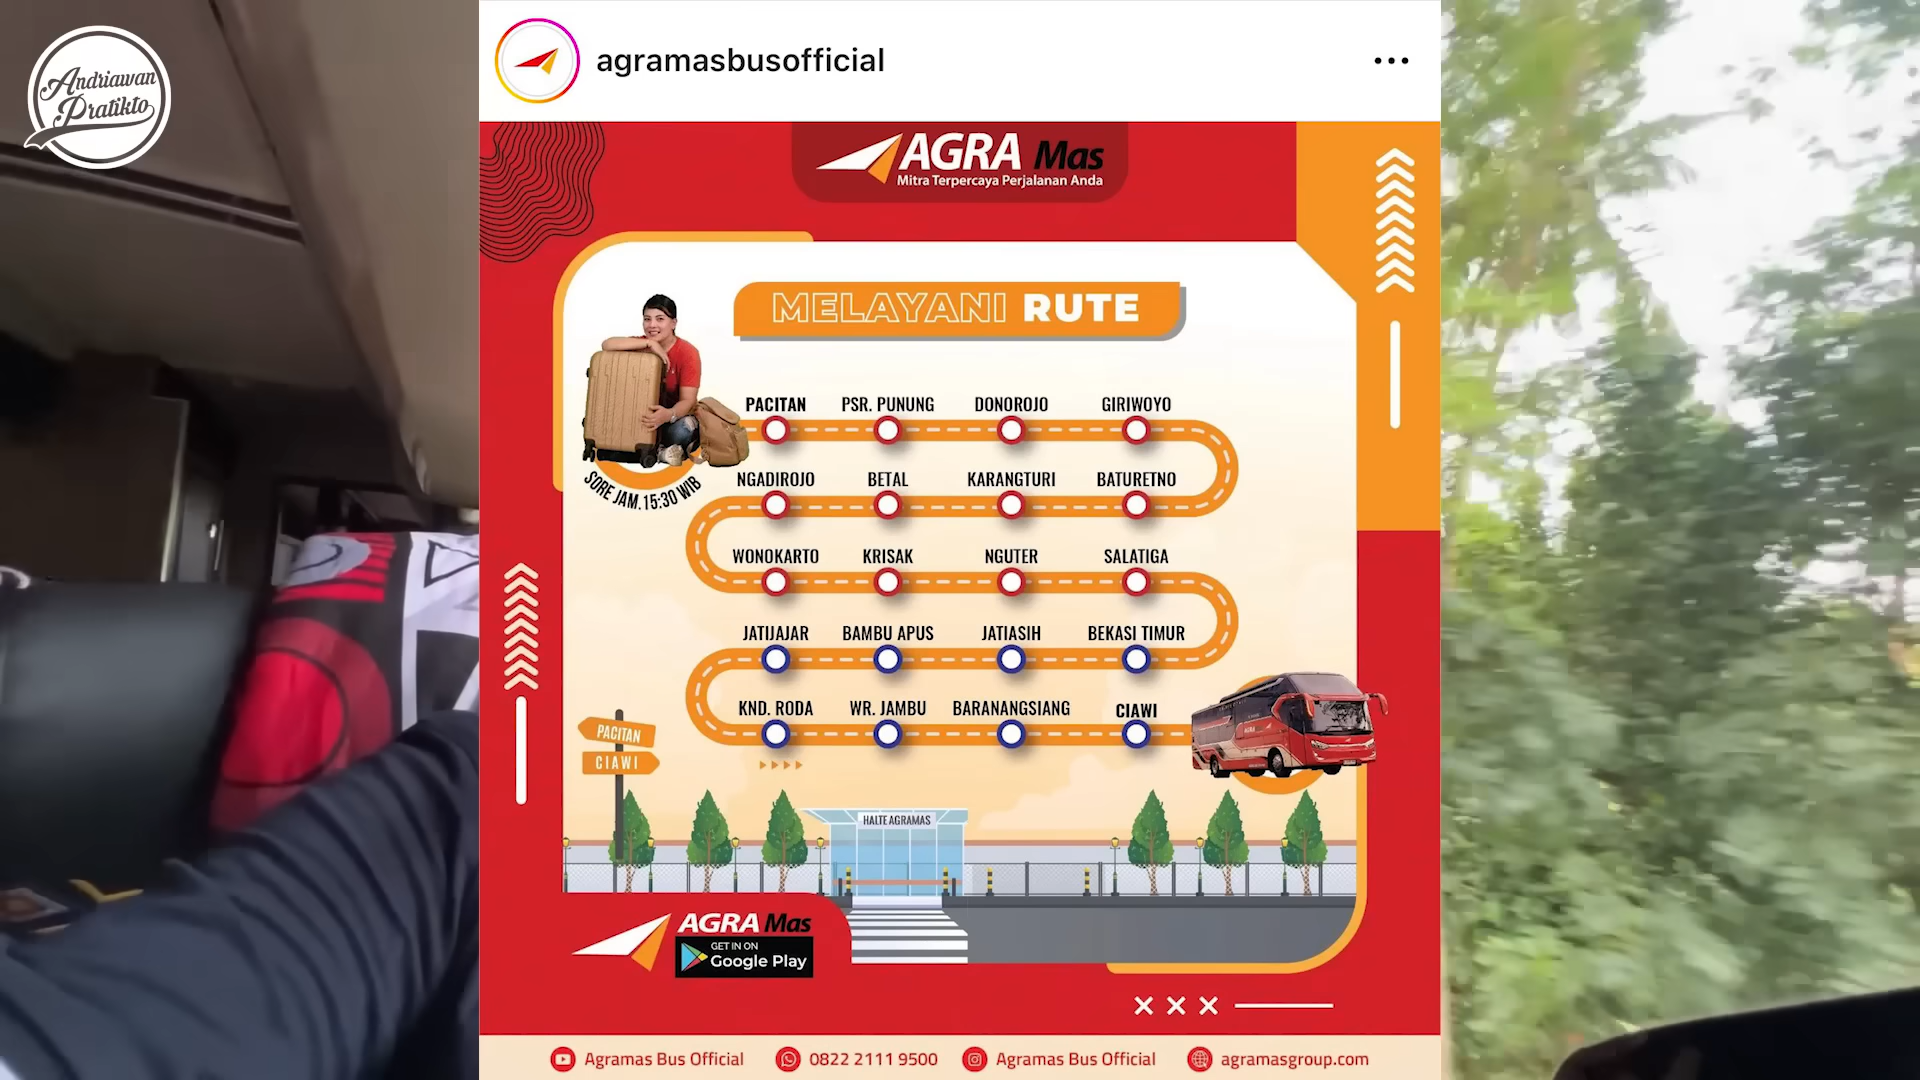 Andriawan
Pratikto
agramasbusofficial
AGRA Mas
Mitra Terpercaya Perjalanan Anda
MELAYANI RUTE
PACITAN PSR. PUNUNG DONOROJO GIRIWOYO
SORE JAM.15:30 WIB
NGADIROJO BETAL KARANGTURI BATURETNO
WONOKARTO KRISAK NGUTER SALATIGA
JATIJAJAR BAMBU APUS JATIASIH BEKASI TIMUR
KND. RODA WR. JAMBU BARANANGSIANG CIAWI
PACITAN
CIAWI
HALTE AGRAMAS
AGRA Mas
GET IN ON
Google Play
Agramas Bus Official 0822 2111 9500 Agramas Bus Official agramasgroup.com